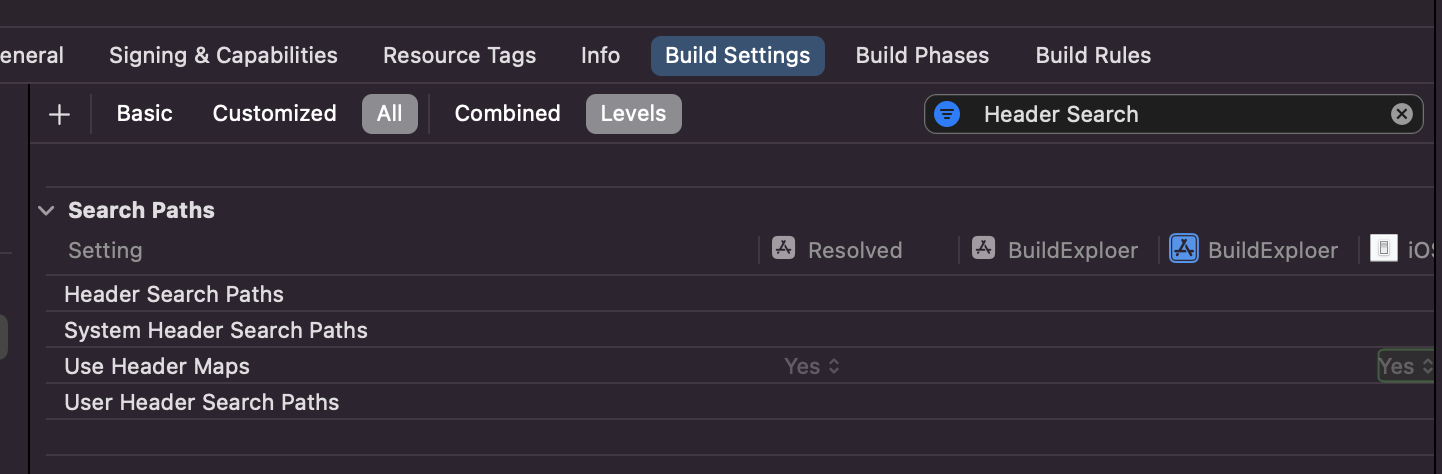 eneral Signing & Capabilities Resource Tags Info Build Settings Build Phases Build Rules
Basic Customized All Combined Levels Header Search
Search Paths
Setting Resolved BuildExploer BuildExploer iOS
Header Search Paths
System Header Search Paths
Use Header Maps Yes Yes
User Header Search Paths